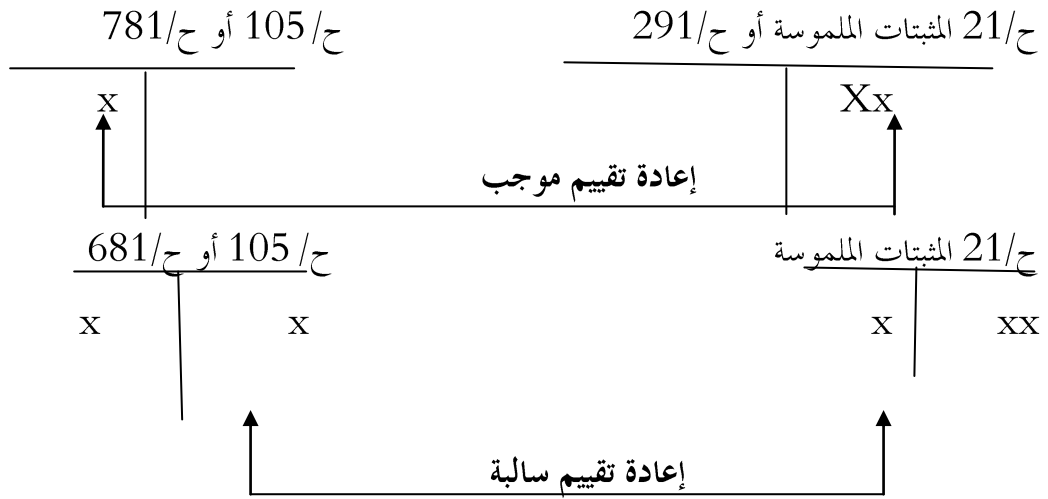 ح/21 المثبتات الملموسة أو ح/291
ح/105 أو ح/781
Xx
x
إعادة تقييم موجب
ح/21 المثبتات الملموسة
ح/ 105 أو ح/681
xx
x
x
x
إعادة تقييم سالبة